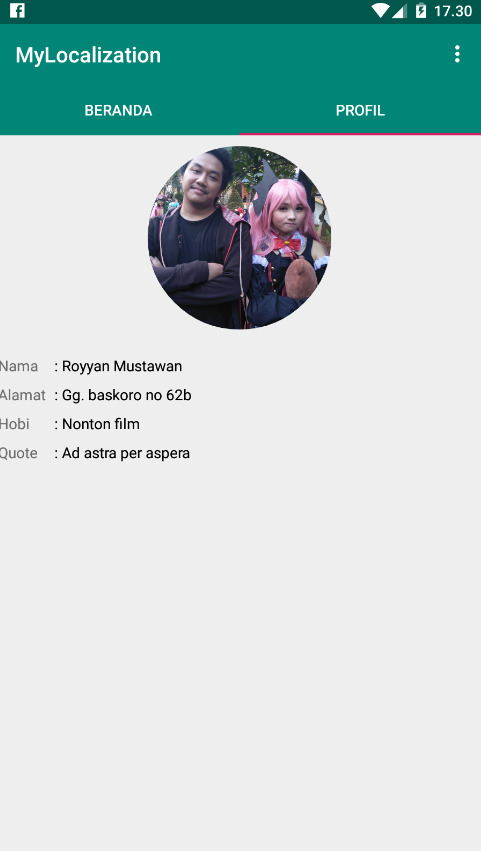 17.30
MyLocalization
BERANDA PROFIL
Nama : Royyan Mustawan
Alamat : Gg. baskoro no 62b
Hobi : Nonton film
Quote : Ad astra per aspera